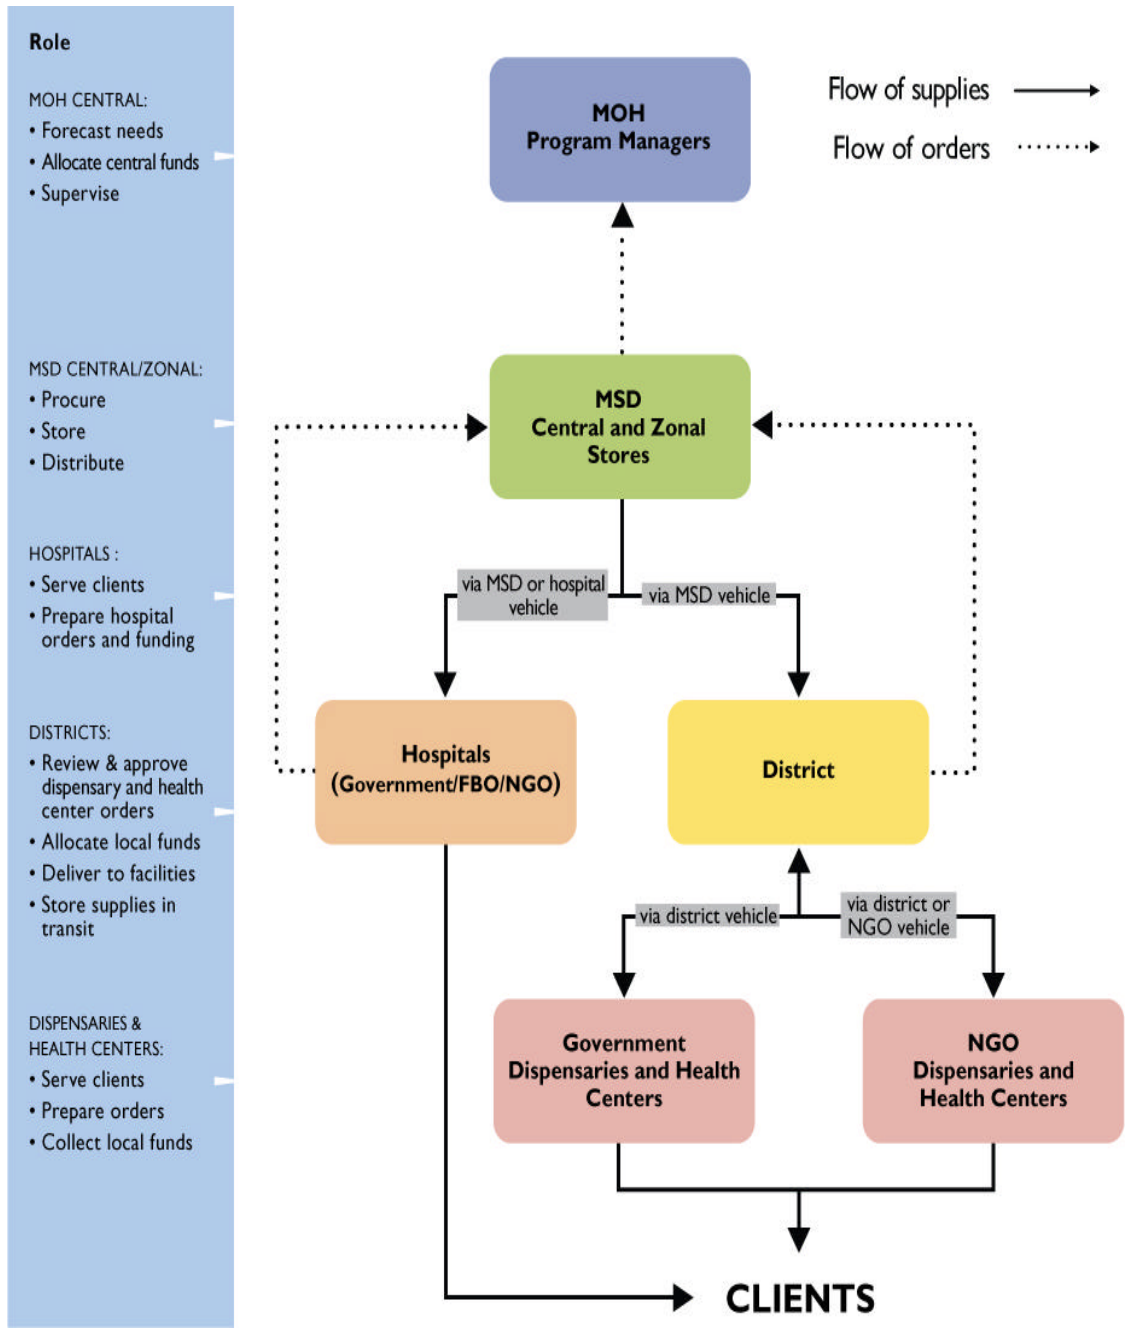 Role
MOH CENTRAL:
• Forecast needs
• Allocate central funds
• Supervise
MSD CENTRAL/ZONAL:
• Procure
• Store
• Distribute
HOSPITALS :
• Serve clients
• Prepare hospital
orders and funding
DISTRICTS:
• Review & approve
dispensary and health
center orders
• Allocate local funds
• Deliver to facilities
• Store supplies in
transit
DISPENSARIES &
HEALTH CENTERS:
• Serve clients
• Prepare orders
• Collect local funds
MOH
Program Managers
Flow of supplies
Flow of orders
MSD
Central and Zonal
Stores
via MSD or hospital
vehicle
via MSD vehicle
Hospitals
(Government/FBO/NGO)
District
via district vehicle
via district or
NGO vehicle
Government
Dispensaries and Health
Centers
NGO
Dispensaries and
Health Centers
CLIENTS